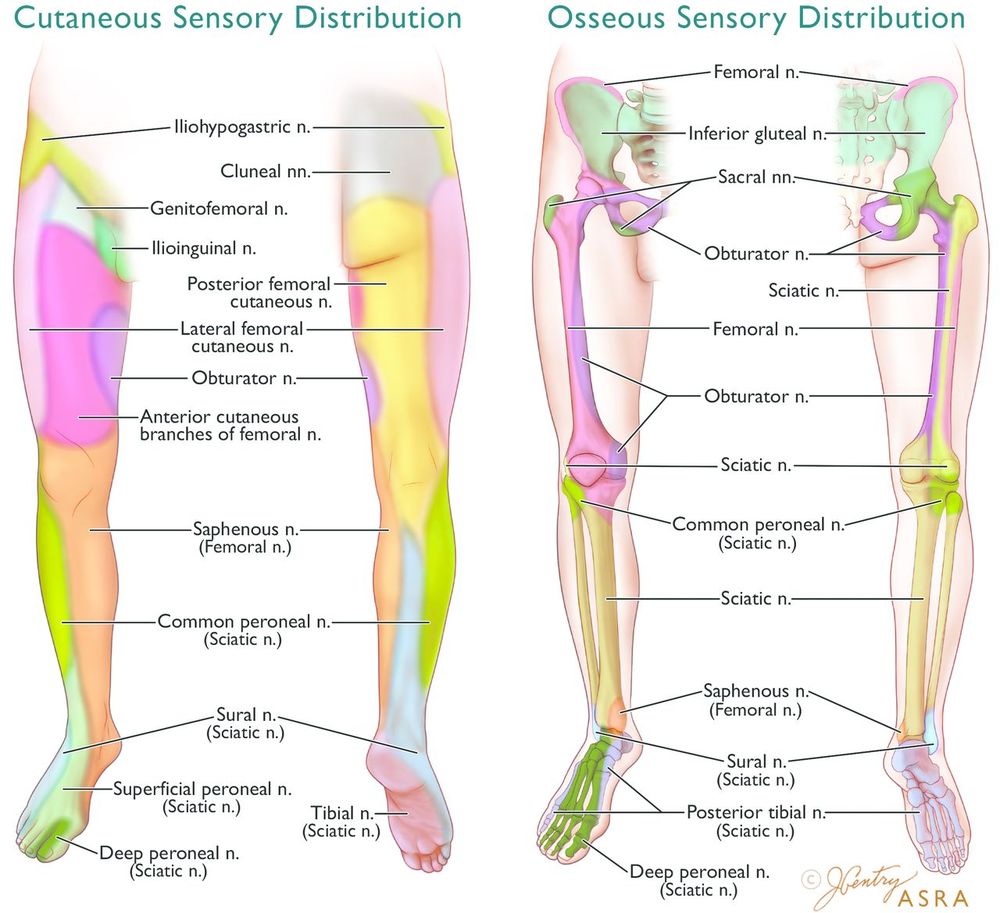 Cutaneous Sensory Distribution
Iliohypogastric n.
Cluneal nn.
Genitofemoral n.
Ilioinguinal n.
Posterior femoral
cutaneous n.
Lateral femoral
cutaneous n.
Obturator n.
Anterior cutaneous
branches of femoral n.
Saphenous n.
(Femoral n.)
Common peroneal n.
(Sciatic n.)
Sural n.
(Sciatic n.)
Superficial peroneal n.
(Sciatic n.)
Tibial n.
(Sciatic n.)
Deep peroneal n.
(Sciatic n.)
Osseous Sensory Distribution
Femoral n.
Inferior gluteal n.
Sacral nn.
Obturator n.
Sciatic n.
Femoral n.
Obturator n.
Sciatic n.
Common peroneal n.
(Sciatic n.)
Sciatic n.
Saphenous n.
(Femoral n.)
Sural n.
(Sciatic n.)
Posterior tibial n.
(Sciatic n.)
Deep peroneal n.
(Sciatic n.)
© JGentry
ASRA